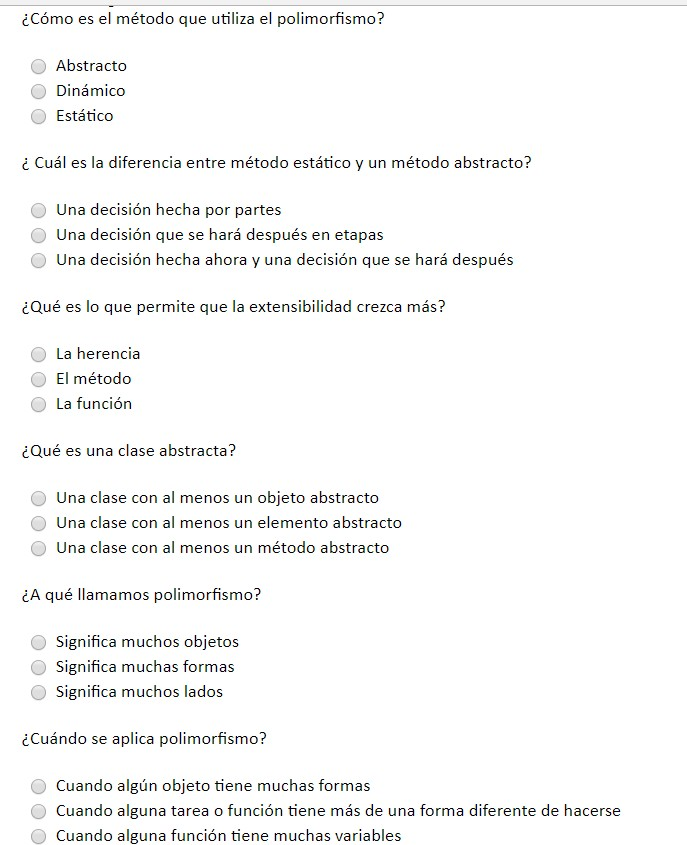 ¿Cómo es el método que utiliza el polimorfismo?
Abstracto
Dinámico
Estático
¿ Cuál es la diferencia entre método estático y un método abstracto?
Una decisión hecha por partes
Una decisión que se hará después en etapas
Una decisión hecha ahora y una decisión que se hará después
¿Qué es lo que permite que la extensibilidad crezca más?
La herencia
El método
La función
¿Qué es una clase abstracta?
Una clase con al menos un objeto abstracto
Una clase con al menos un elemento abstracto
Una clase con al menos un método abstracto
¿A qué llamamos polimorfismo?
Significa muchos objetos
Significa muchas formas
Significa muchos lados
¿Cuándo se aplica polimorfismo?
Cuando algún objeto tiene muchas formas
Cuando alguna tarea o función tiene más de una forma diferente de hacerse
Cuando alguna función tiene muchas variables